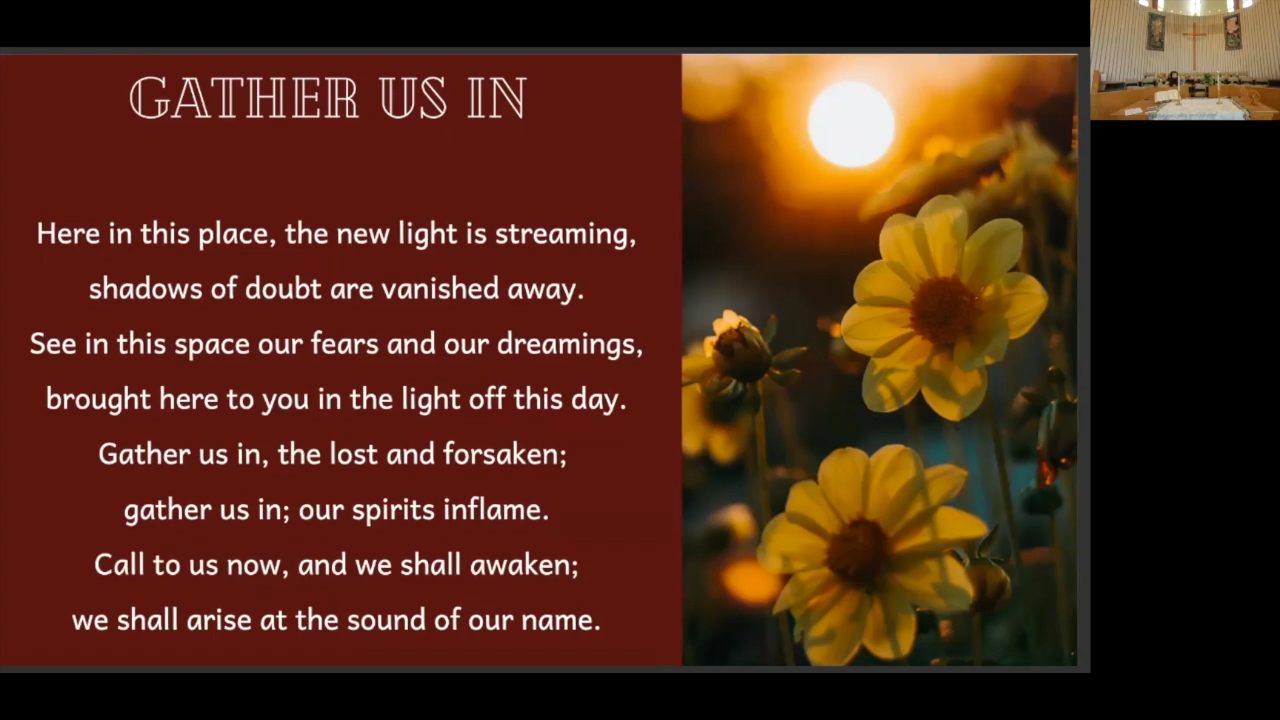 GATHER US IN
Here in this place, the new light is streaming,
shadows of doubt are vanished away.
See in this space our fears and our dreamings,
brought here to you in the light off this day.
Gather us in, the lost and forsaken;
gather us in; our spirits inflame.
Call to us now, and we shall awaken;
we shall arise at the sound of our name.